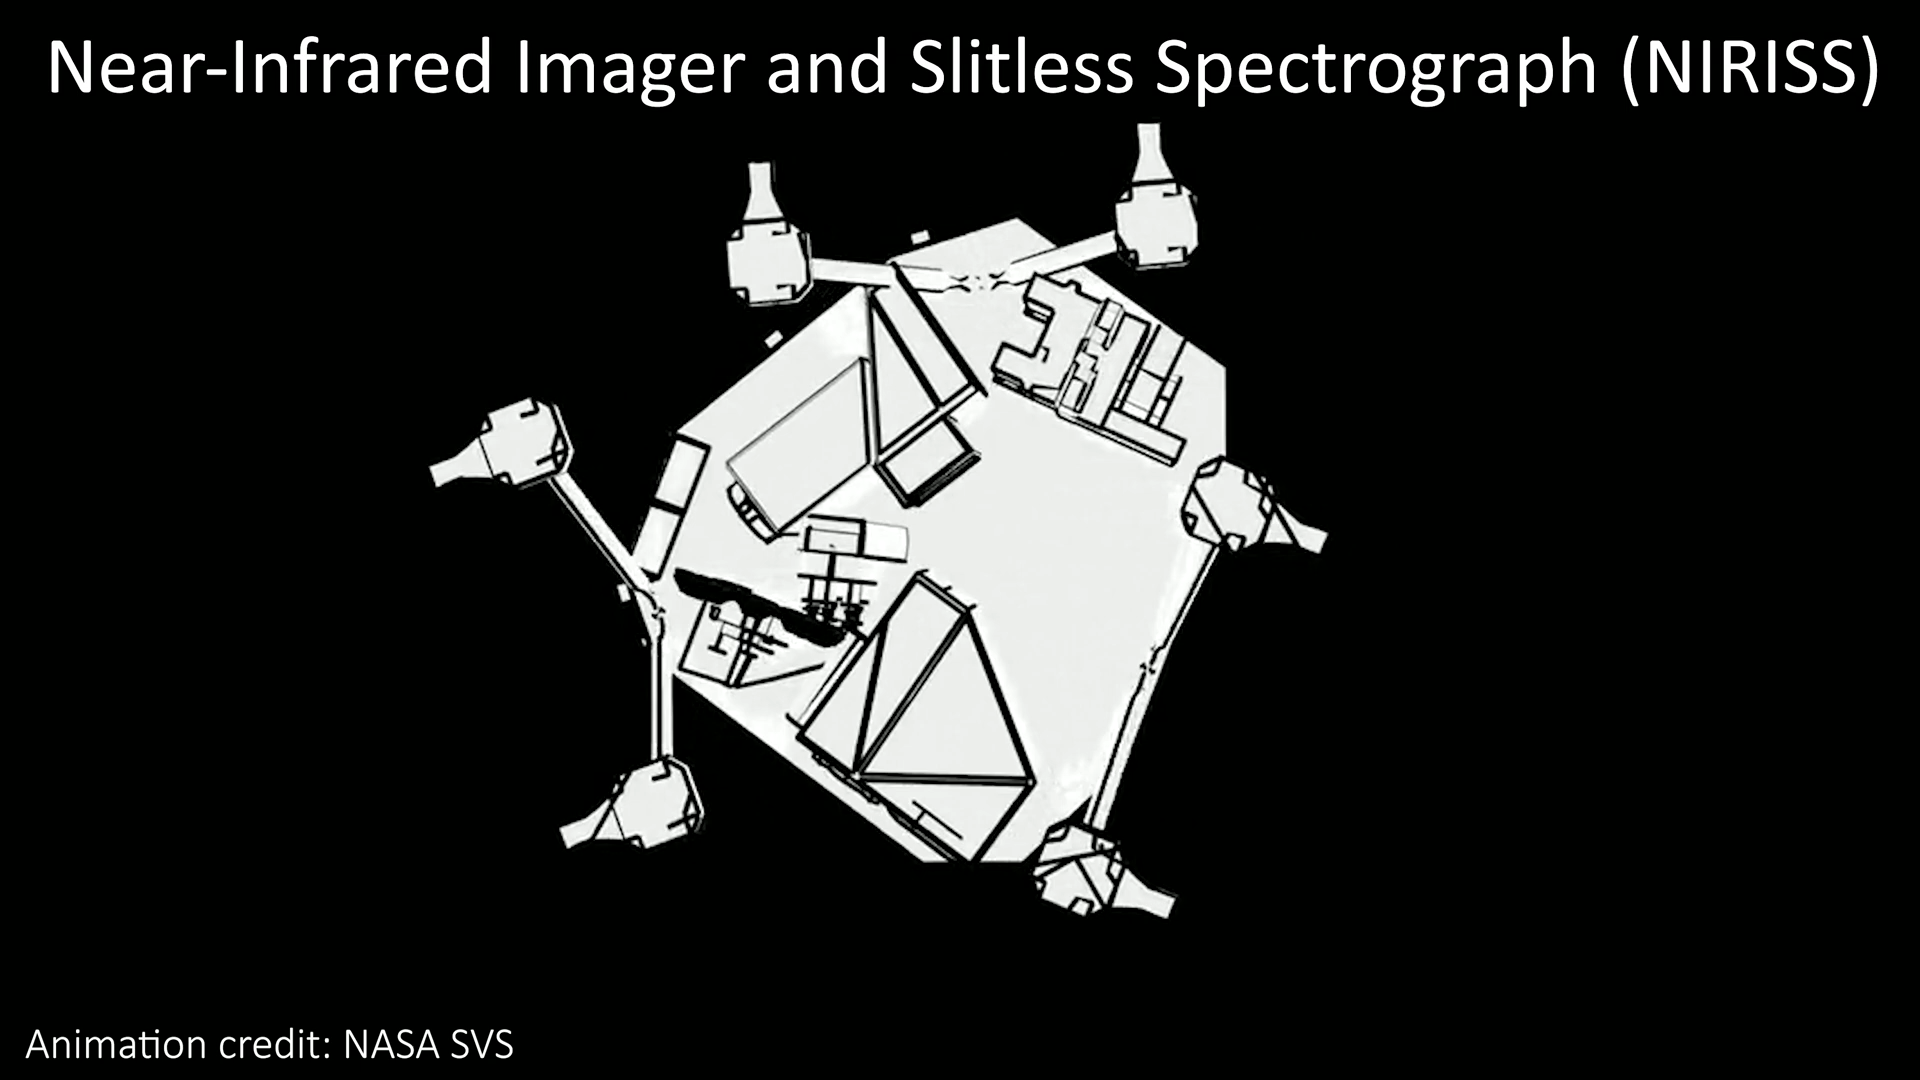 Near-Infrared Imager and Slitless Spectrograph (NIRISS)
Animation credit: NASA SVS